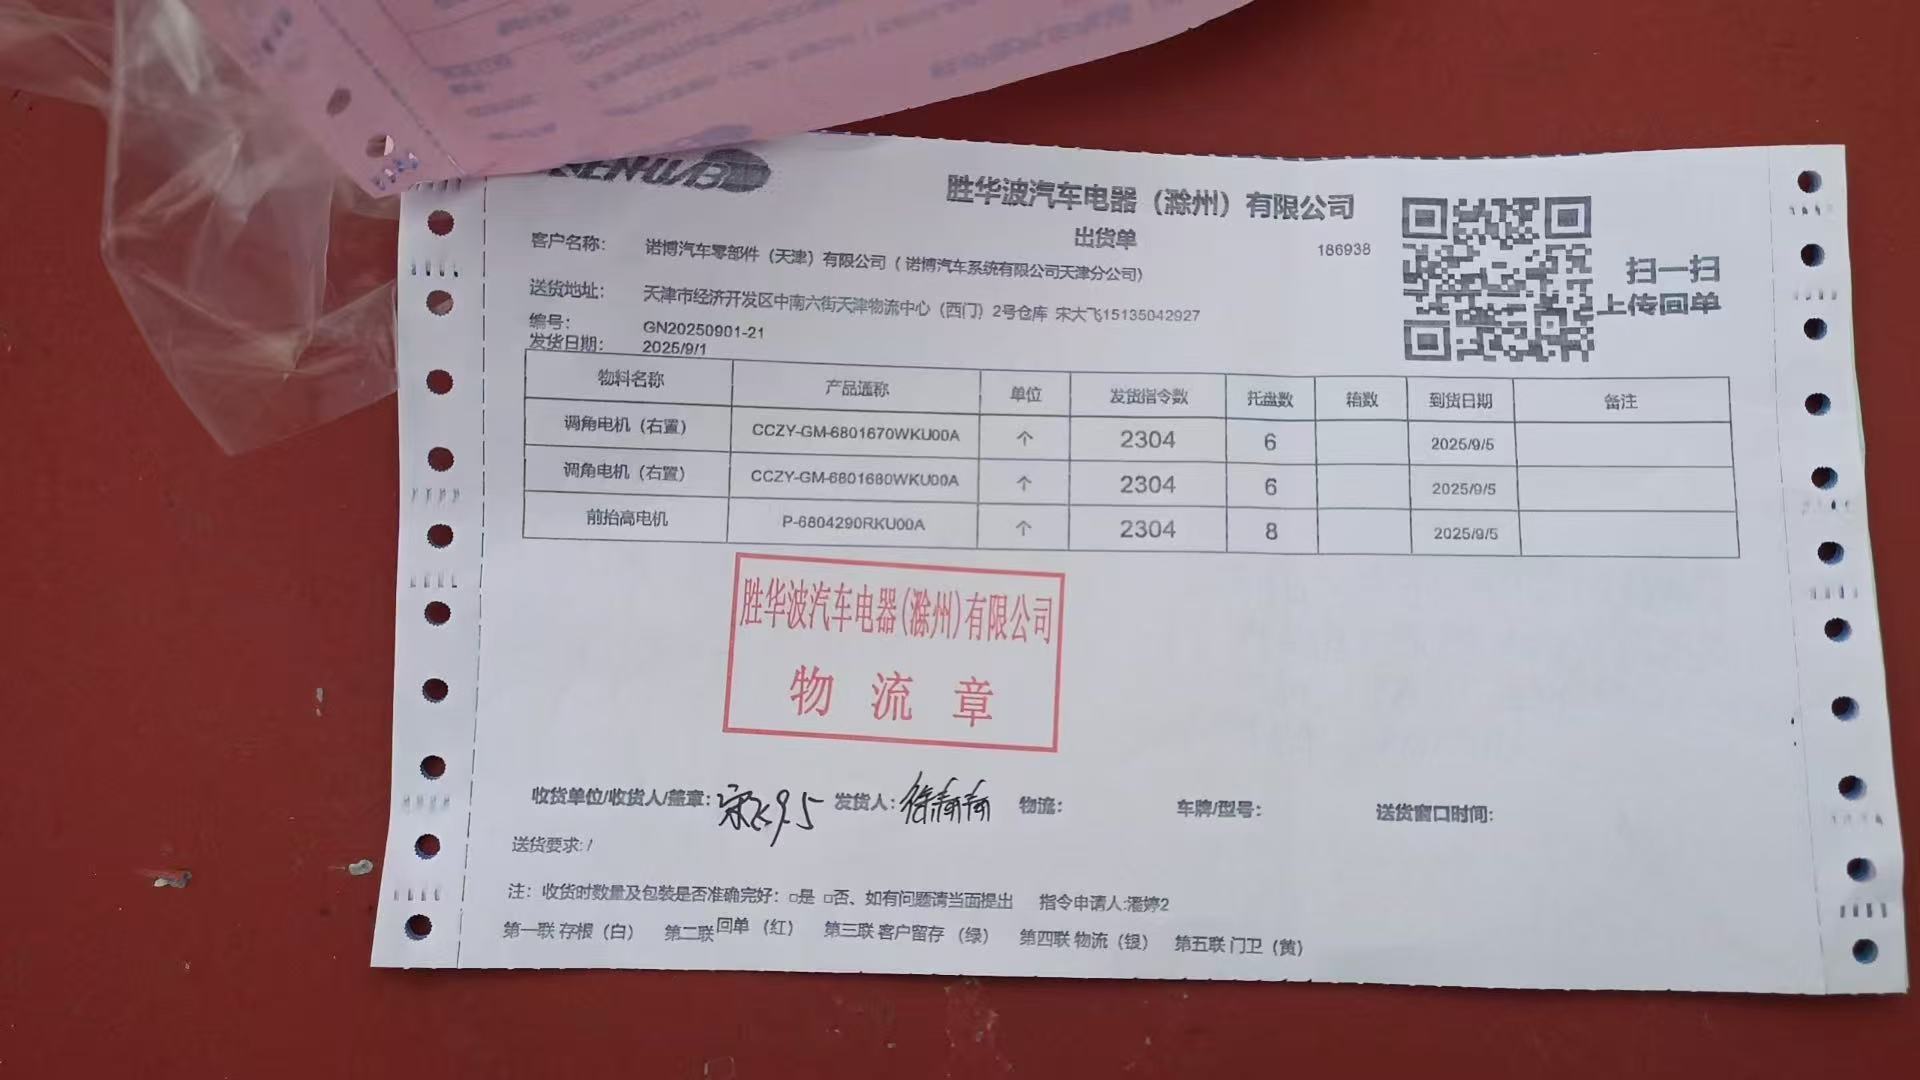 胜华波汽车电器（滁州）有限公司
出货单
186938
扫一扫
上传回单
客户名称： 诺博汽车零部件（天津）有限公司（诺博汽车系统有限公司天津分公司）
送货地址： 天津市经济开发区中南六街天津物流中心（西门）2号仓库 宋大飞15135042927
编号： GN20250901-21
发货日期： 2025/9/1
物料名称 产品通称 单位 发货指令数 托盘数 箱数 到货日期 备注
调角电机（右置） CCZY-GM-6801670WKU00A 个 2304 6 2025/9/5
调角电机（右置） CCZY-GM-6801680WKU00A 个 2304 6 2025/9/5
前抬高电机 P-6804290RKU00A 个 2304 8 2025/9/5
胜华波汽车电器(滁州)有限公司
物流章
收货单位/收货人/盖章： 9.5 发货人： 物流： 车牌/型号： 送货窗口时间：
送货要求: /
注： 收货时数量及包装是否准确完好：□是 □否、如有问题请当面提出 指令申请人:潘婷2
第一联 存根（白） 第二联 回单（红） 第三联 客户留存（绿） 第四联 物流（银） 第五联 门卫（黄）